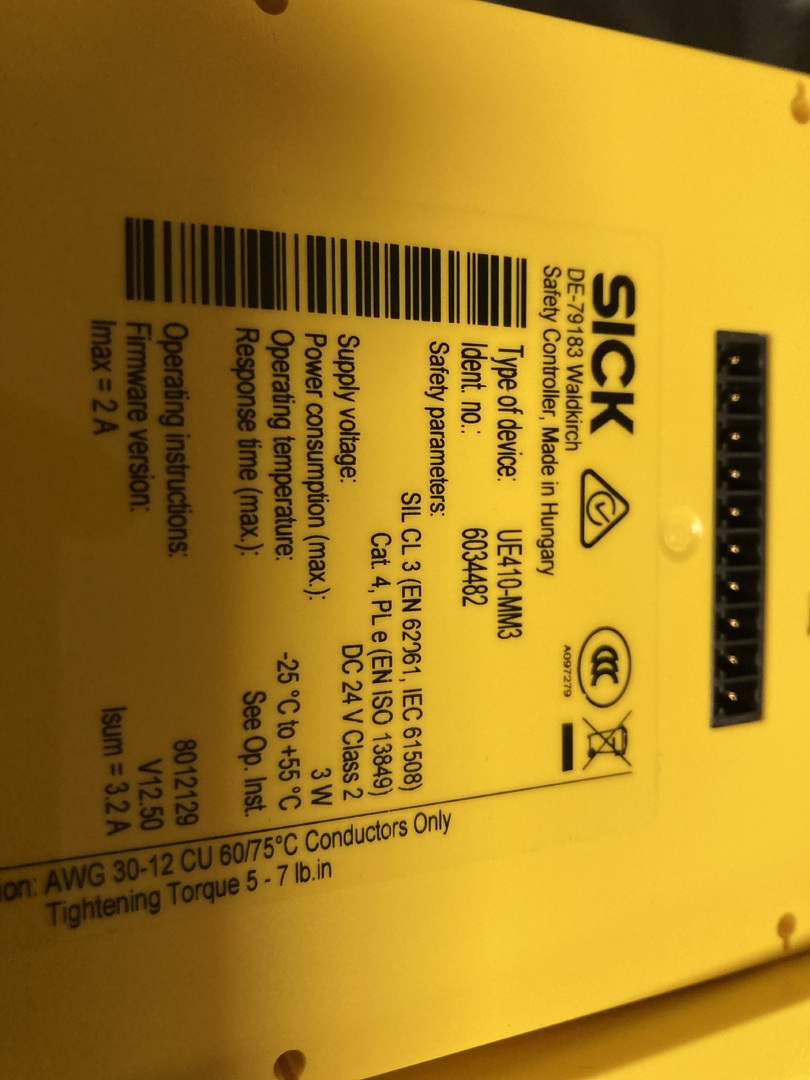 SICK
DE-79183 Waldkirch
Safety Controller, Made in Hungary
A097279
Type of device: UE410-MM3
Ident. no.: 6034482
Safety parameters:
SIL CL 3 (EN 62061, IEC 61508)
Cat. 4, PL e (EN ISO 13849)
Supply voltage: DC 24 V Class 2
Power consumption (max.): 3 W
Operating temperature: -25 °C to +55 °C
Response time (max.): See Op. Inst.
Operating instructions: 8012129
Firmware version: V12.50
Imax = 2 A Isum = 3.2 A
ion: AWG 30-12 CU 60/75°C Conductors Only
Tightening Torque 5 - 7 lb.in